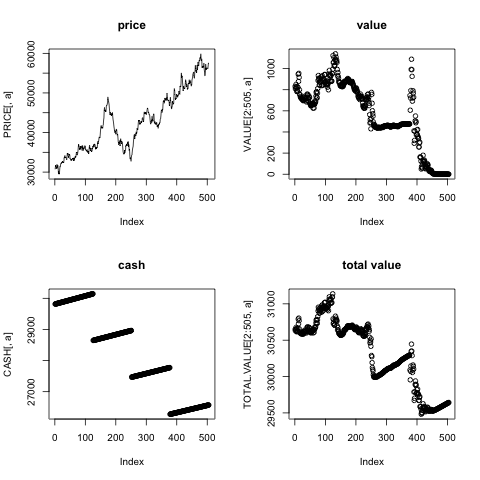 price
PRICE[, a]
30000 40000 50000 60000
0 100 200 300 400 500
Index
value
VALUE[2:505, a]
0 200 600 1000
0 100 200 300 400 500
Index
cash
CASH[, a]
27000 29000
0 100 200 300 400 500
Index
total value
TOTAL.VALUE[2:505, a]
29500 30000 30500 31000
0 100 200 300 400 500
Index